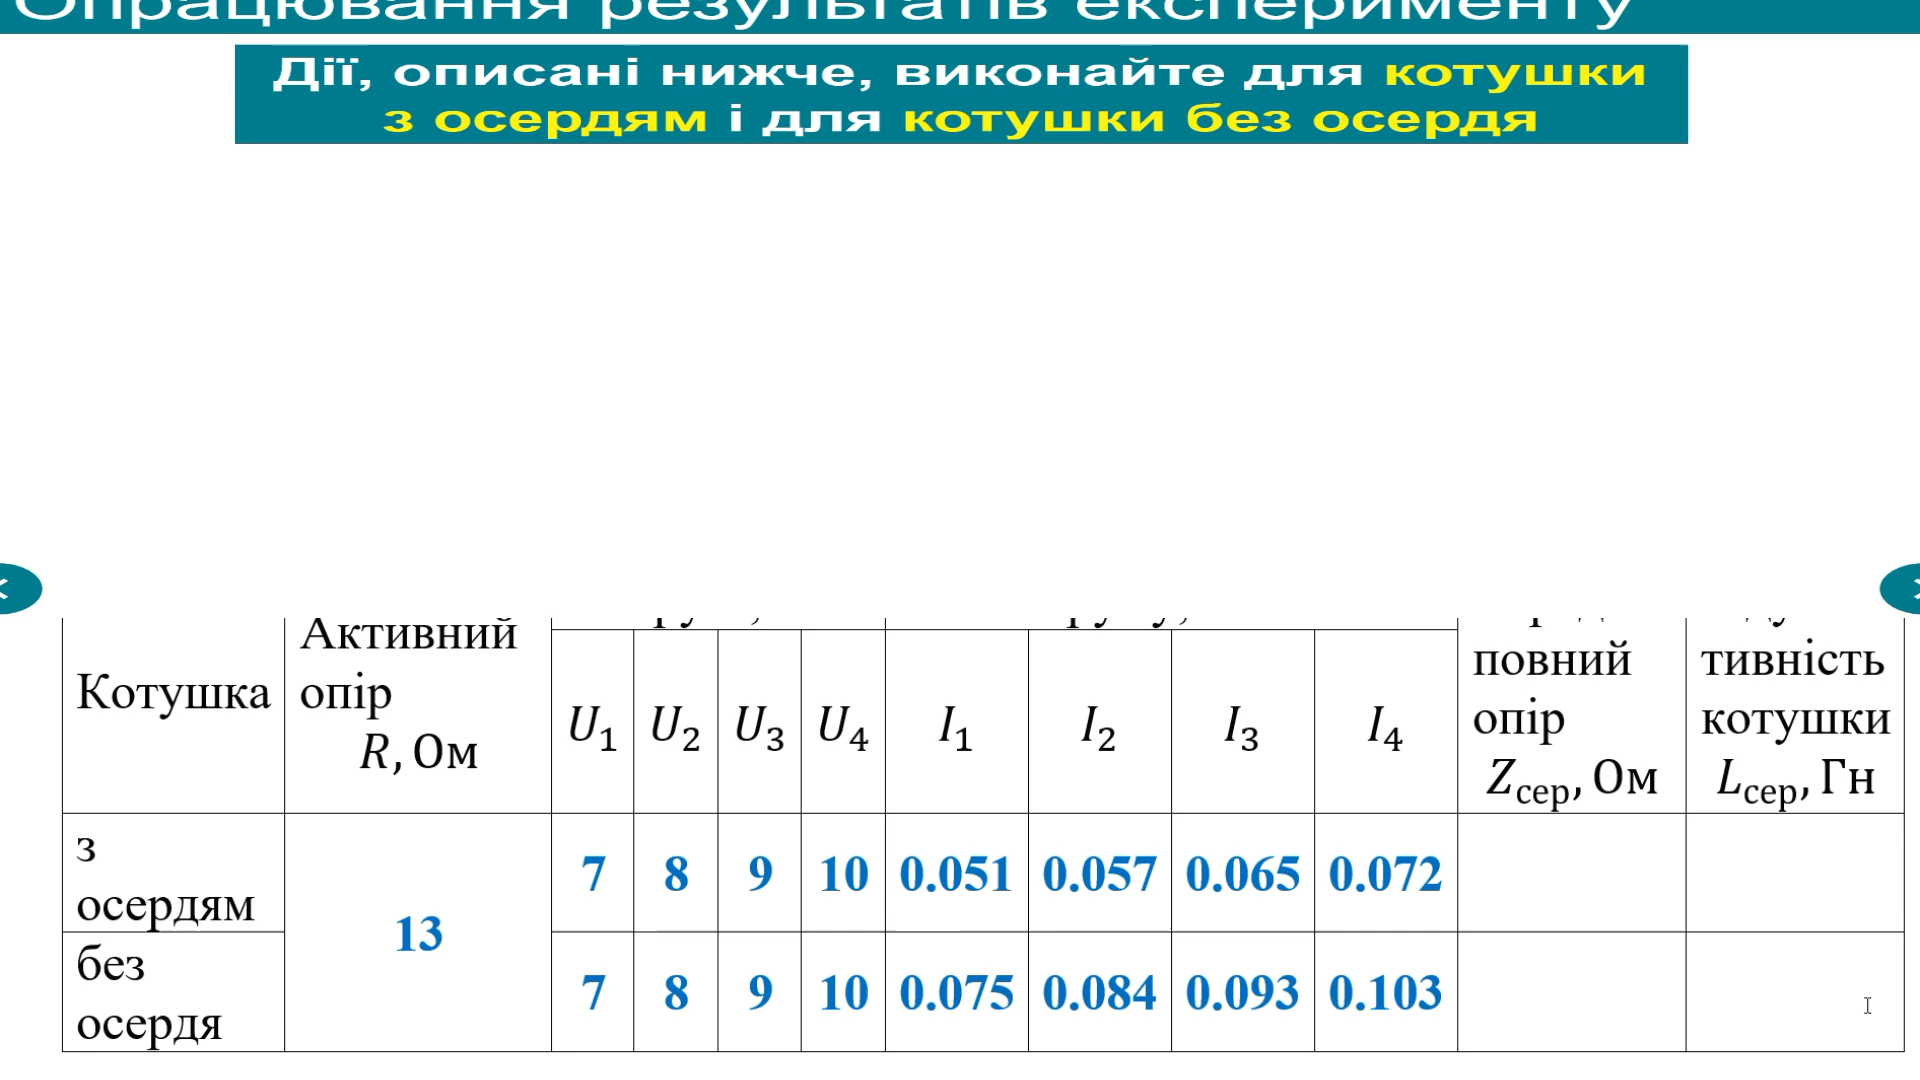 Опрацювання результатів експерименту
Дії, описані нижче, виконайте для котушки
з осердям і для котушки без осердя
Котушка
Активний
опір
R, Ом
U₁ U₂ U₃ U₄ I₁ I₂ I₃ I₄
повний
опір
Zсер, Ом
тивність
котушки
Lсер, Гн
з
осердям
13
7 8 9 10 0.051 0.057 0.065 0.072
без
осердя
7 8 9 10 0.075 0.084 0.093 0.103